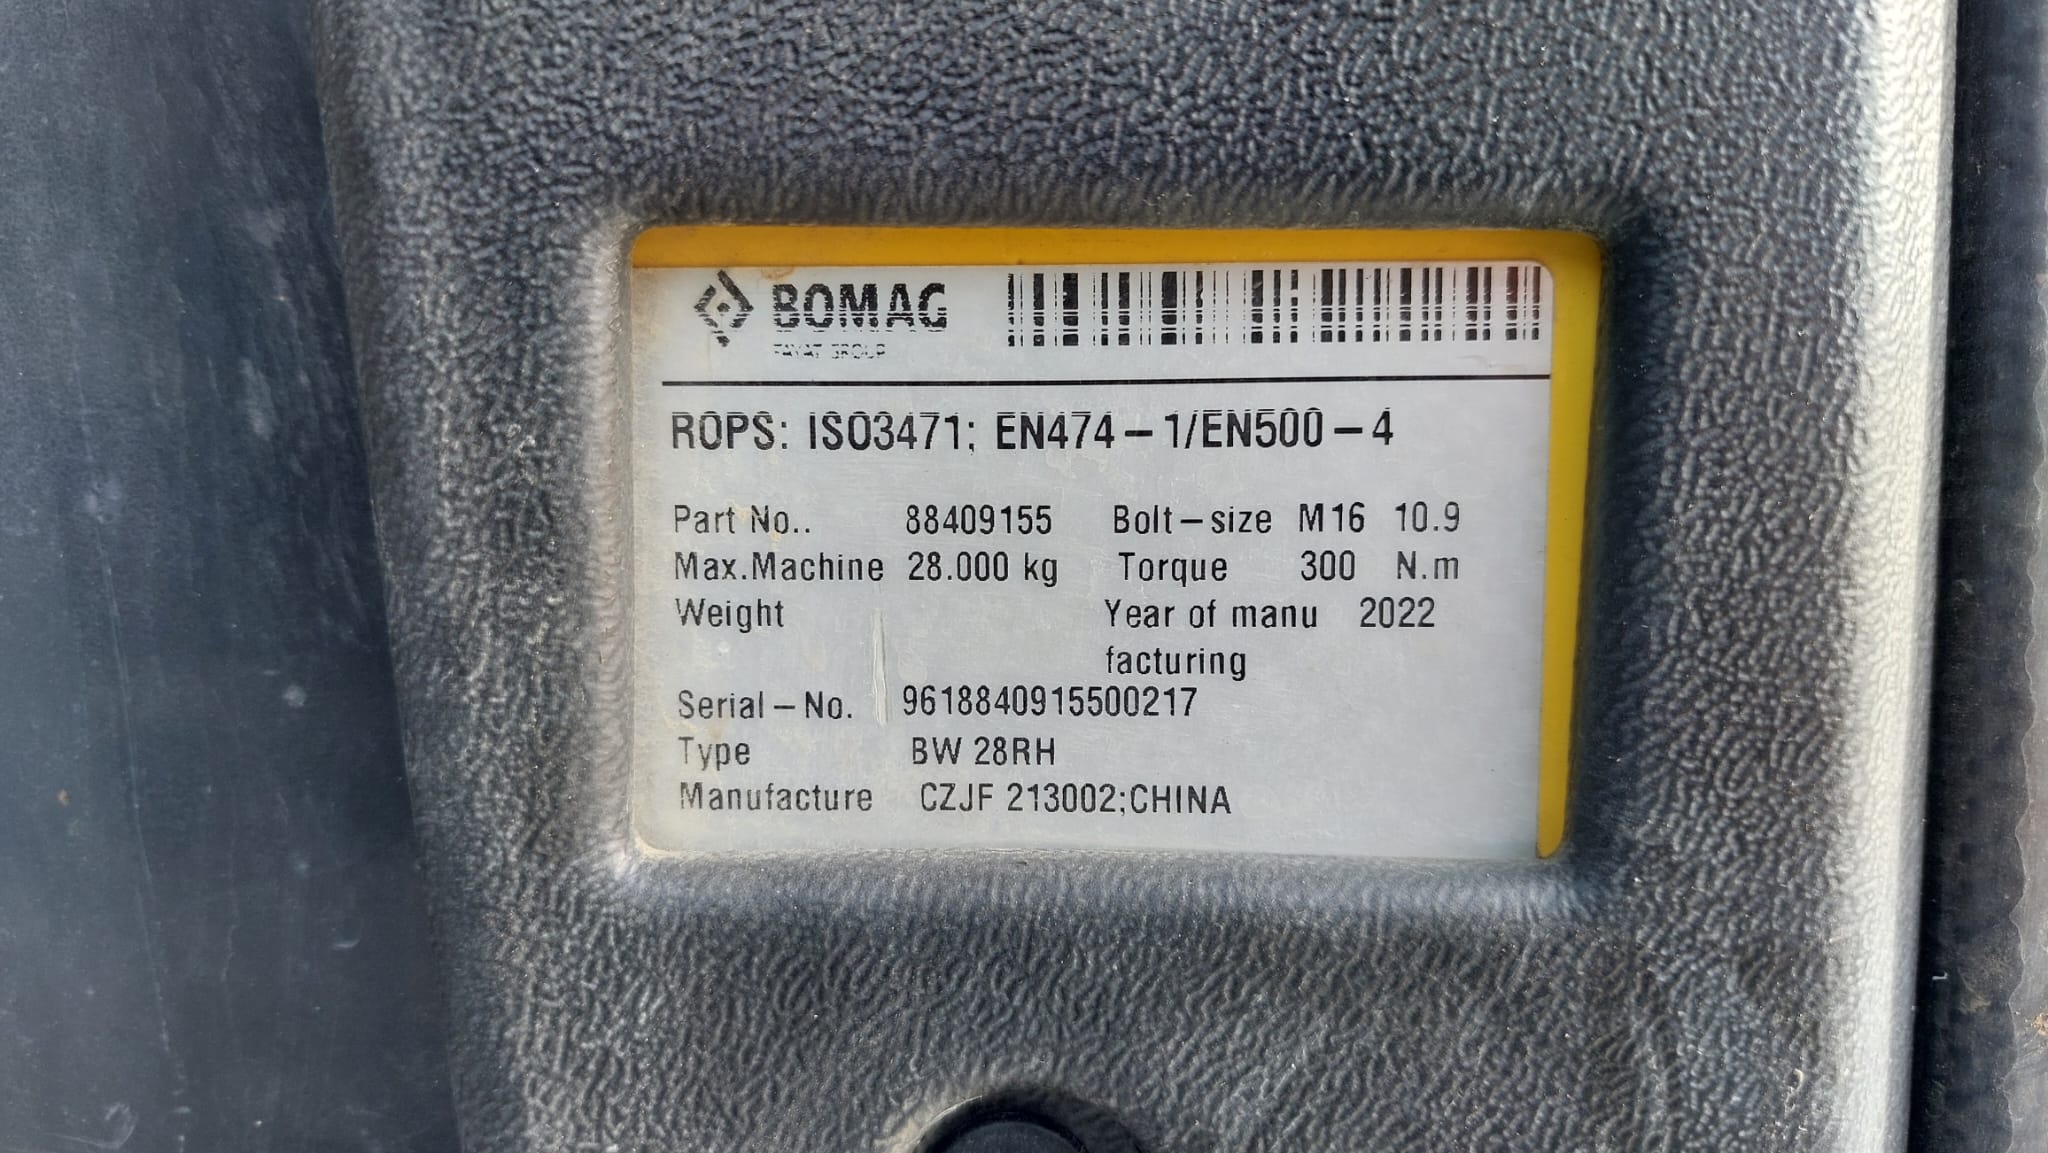 BOMAG
FAYAT GROUP
ROPS: ISO3471; EN474-1/EN500-4
Part No.. 88409155 Bolt-size M16 10.9
Max.Machine 28.000 kg Torque 300 N.m
Weight Year of manu 2022
facturing
Serial-No. 9618840915500217
Type BW 28RH
Manufacture CZJF 213002;CHINA